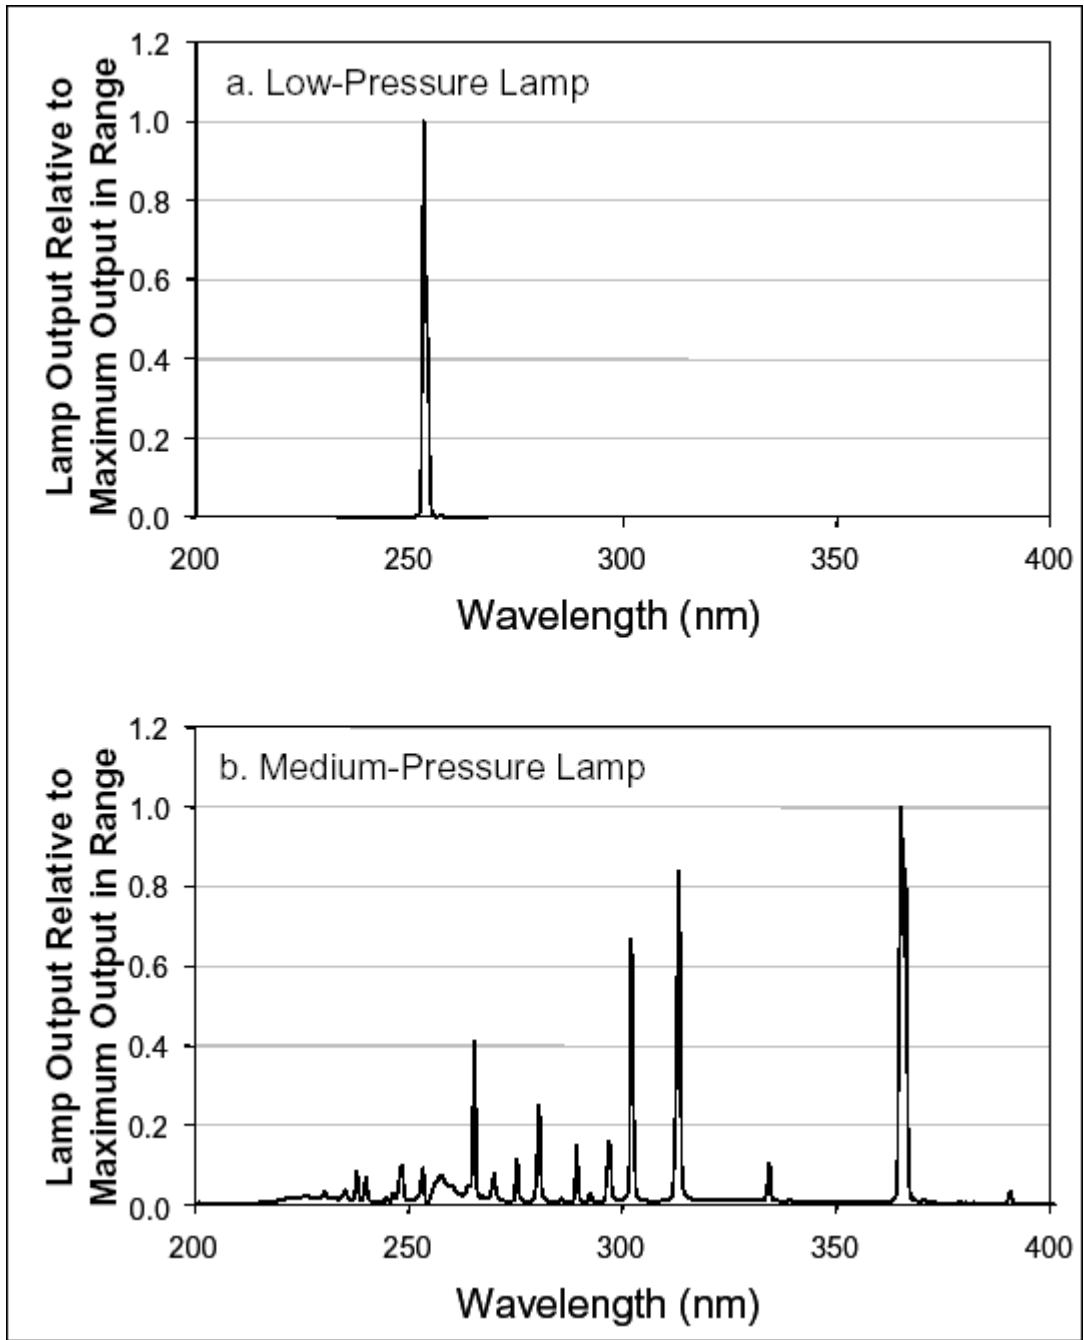 a. Low-Pressure Lamp
Lamp Output Relative to
Maximum Output in Range
1.2
1.0
0.8
0.6
0.4
0.2
0.0
200 250 300 350 400
Wavelength (nm)
b. Medium-Pressure Lamp
Lamp Output Relative to
Maximum Output in Range
1.2
1.0
0.8
0.6
0.4
0.2
0.0
200 250 300 350 400
Wavelength (nm)